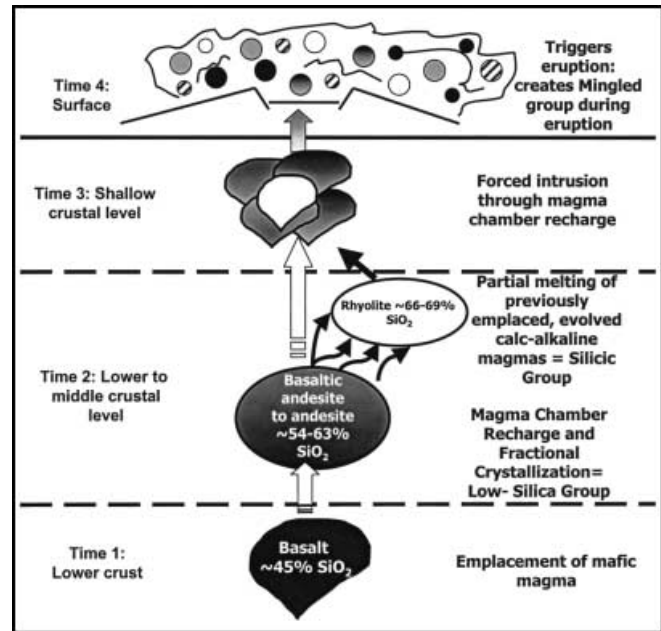 Time 4:
Surface
Triggers
eruption:
creates Mingled
group during
eruption
Time 3: Shallow
crustal level
Forced intrusion
through magma
chamber recharge
Time 2: Lower to
middle crustal
level
Rhyolite ~66-69%
SiO2
Basaltic
andesite
to andesite
~54-63%
SiO2
Partial melting of
previously
emplaced, evolved
calc-alkaline
magmas = Silicic
Group
Magma Chamber
Recharge and
Fractional
Crystallization=
Low- Silica Group
Time 1:
Lower crust
Basalt
~45% SiO2
Emplacement of mafic
magma